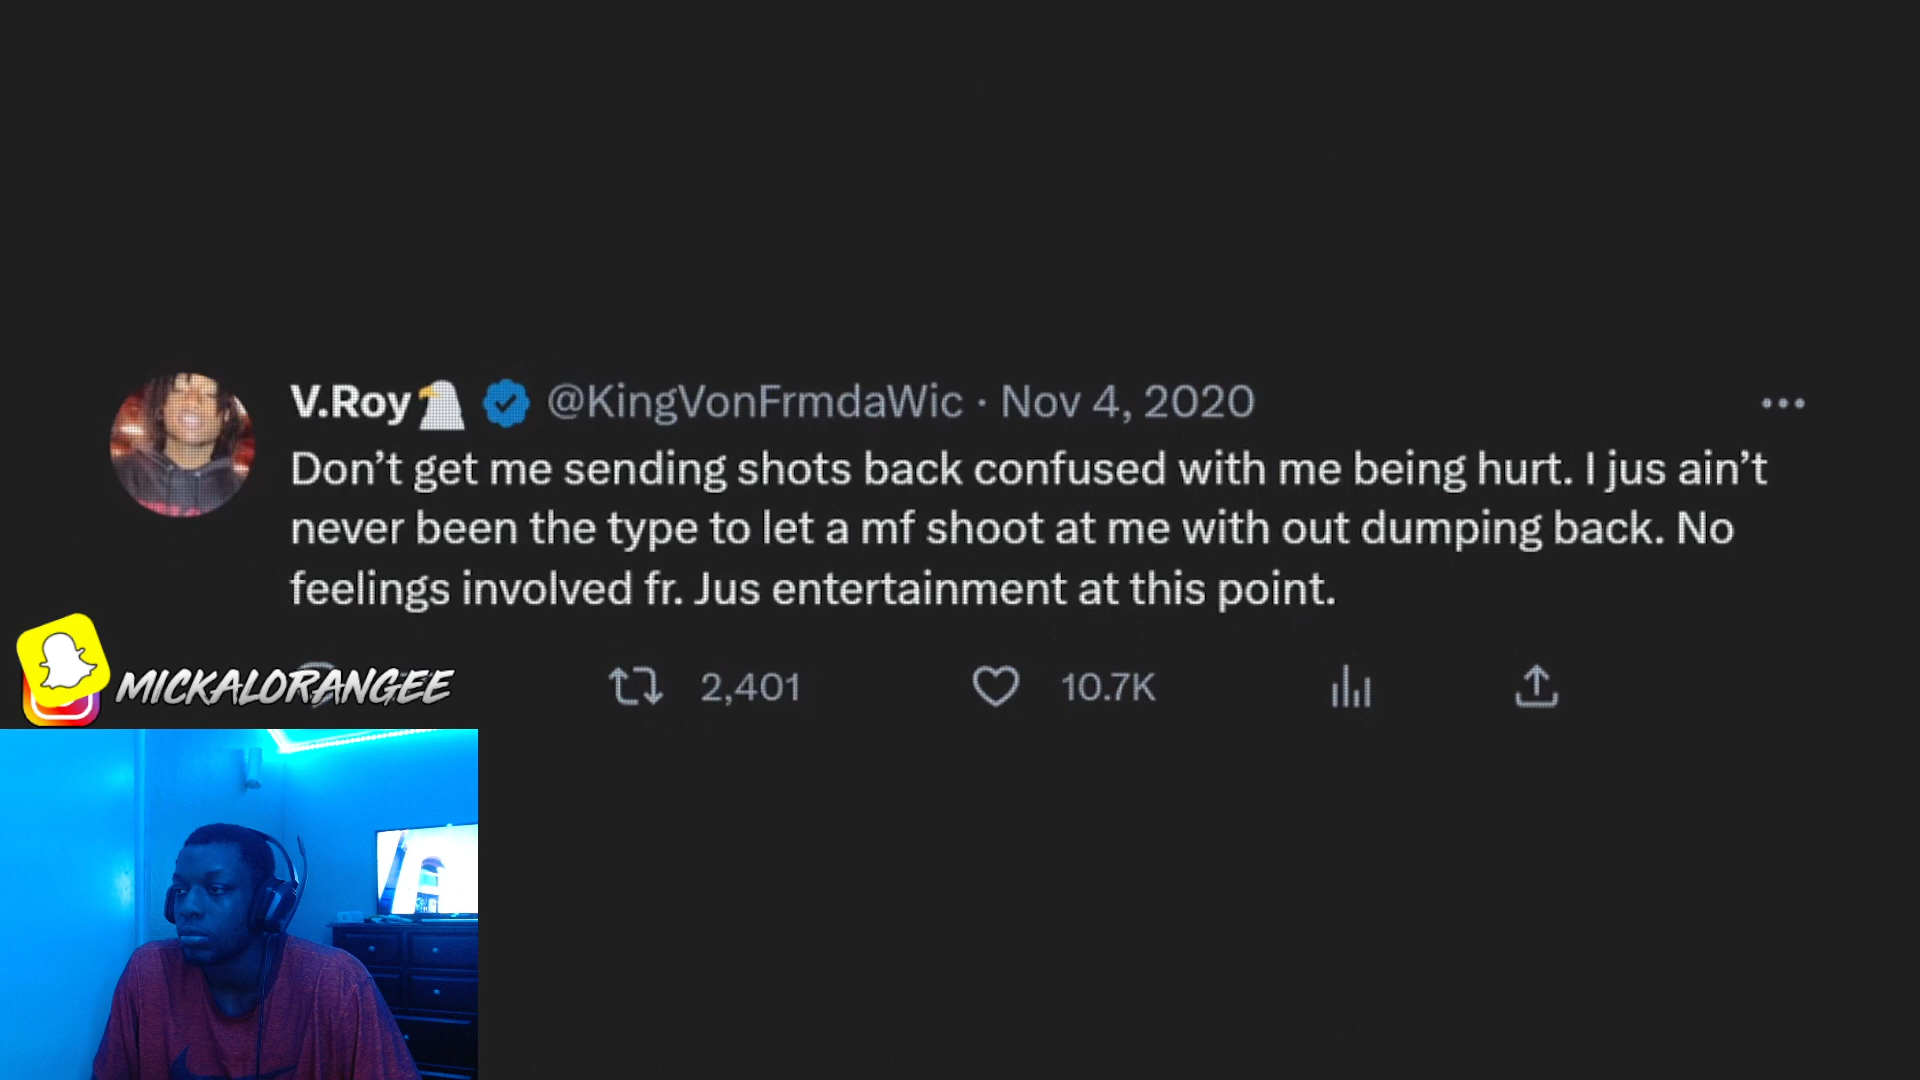 V.Roy @KingVonFrmdaWic · Nov 4, 2020
Don’t get me sending shots back confused with me being hurt. I jus ain’t
never been the type to let a mf shoot at me with out dumping back. No
feelings involved fr. Jus entertainment at this point.
MICKALORANGEE 2,401 10.7K